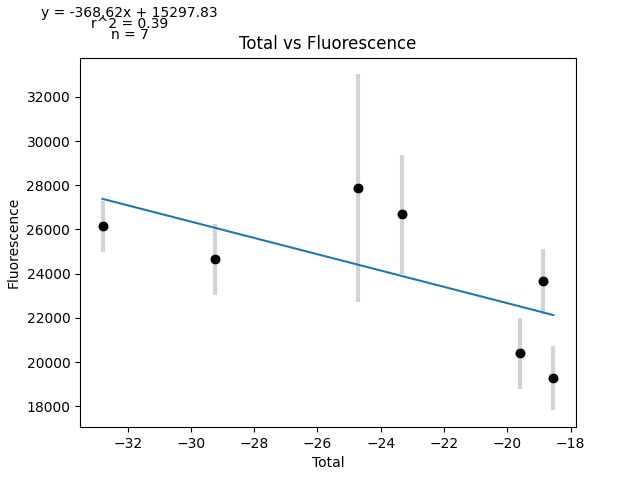 y = -368.62x + 15297.83
r^2 = 0.39
n = 7
Total vs Fluorescence
Fluorescence
32000
30000
28000
26000
24000
22000
20000
18000
−32 −30 −28 −26 −24 −22 −20 −18
Total